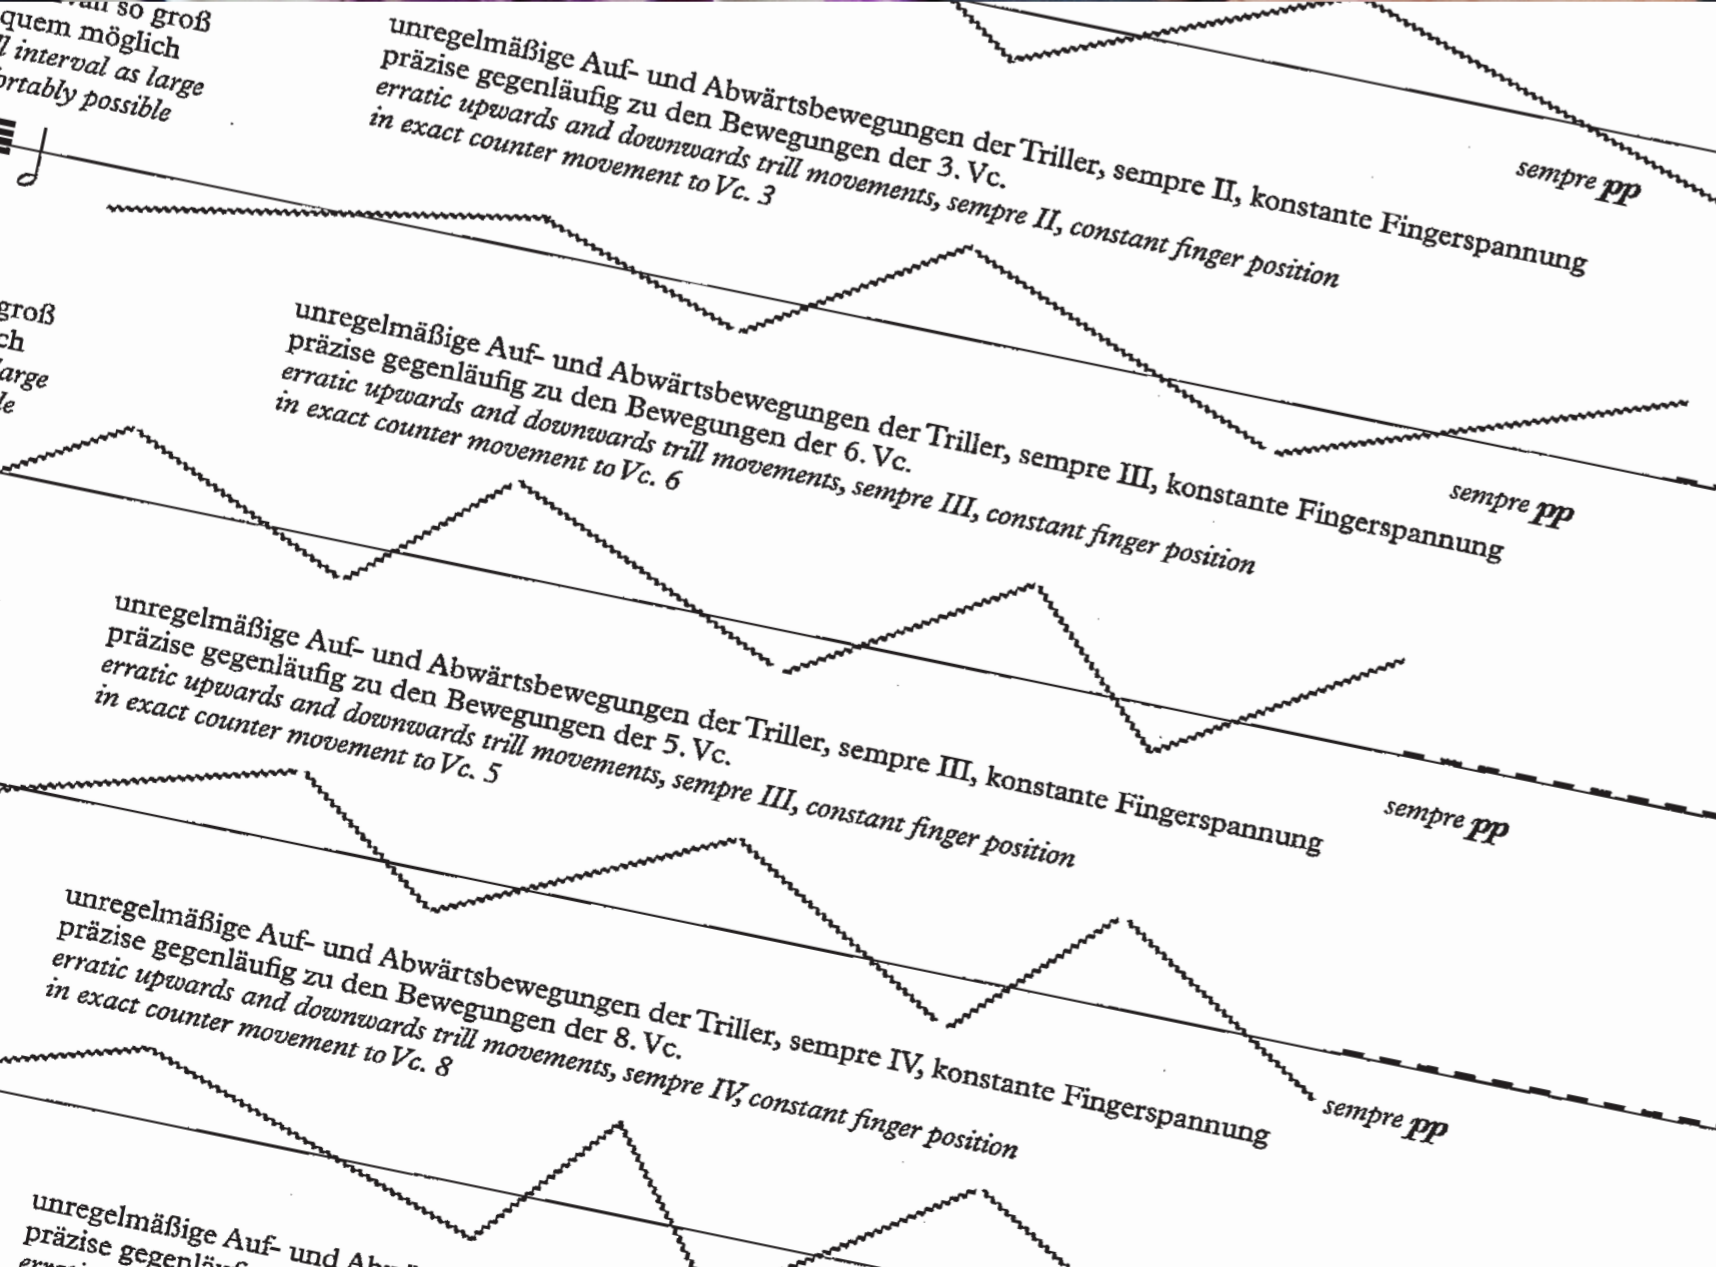 so groß
quem möglich
interval as large
possible
unregelmäßige Auf- und Abwärtsbewegungen der Triller, sempre II, konstante Fingerspannung
präzise gegenläufig zu den Bewegungen der 3. Vc.
erratic upwards and downwards trill movements, sempre II, constant finger position
in exact counter movement to Vc. 3
sempre pp
groß
unregelmäßige Auf- und Abwärtsbewegungen der Triller, sempre III, konstante Fingerspannung
präzise gegenläufig zu den Bewegungen der 6. Vc.
erratic upwards and downwards trill movements, sempre III, constant finger position
in exact counter movement to Vc. 6
sempre pp
unregelmäßige Auf- und Abwärtsbewegungen der Triller, sempre III, konstante Fingerspannung
präzise gegenläufig zu den Bewegungen der 5. Vc.
erratic upwards and downwards trill movements, sempre III, constant finger position
in exact counter movement to Vc. 5
sempre pp
unregelmäßige Auf- und Abwärtsbewegungen der Triller, sempre IV, konstante Fingerspannung
präzise gegenläufig zu den Bewegungen der 8. Vc.
erratic upwards and downwards trill movements, sempre IV, constant finger position
in exact counter movement to Vc. 8
sempre pp
unregelmäßige Auf- und
präzise